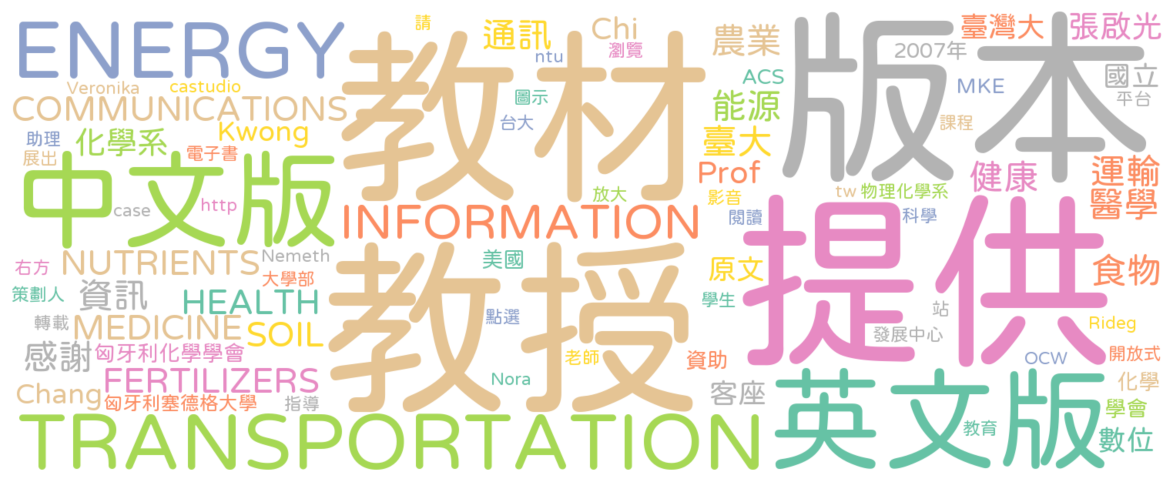 ENERGY
Veronika
castudio
COMMUNICATIONS
助理
化學系
Kwong
展出
電子書
中文版
case
http
NUTRIENTS
Nemeth
右方
大學部
策劃人
資訊
HEALTH
轉載
MEDICINE
SOIL
感謝
匈牙利化學學會
FERTILIZERS
Chang
匈牙利塞德格大學
指導
TRANSPORTATION
請
通訊
Chi
瀏覽
ntu
教材
圖示
台大
放大
INFORMATION
美國
教授
點選
Nora
老師
資助
農業
ACS
能源
臺大
Prof
影音
閱讀
原文
學生
客座
版本
2007年
臺灣大
張啟光
MKE
國立
平台
課程
健康
運輸
醫學
tw
物理化學系
科學
提供
食物
站
發展中心
Rideg
OCW
開放式
英文版
化學
學會
教育
數位